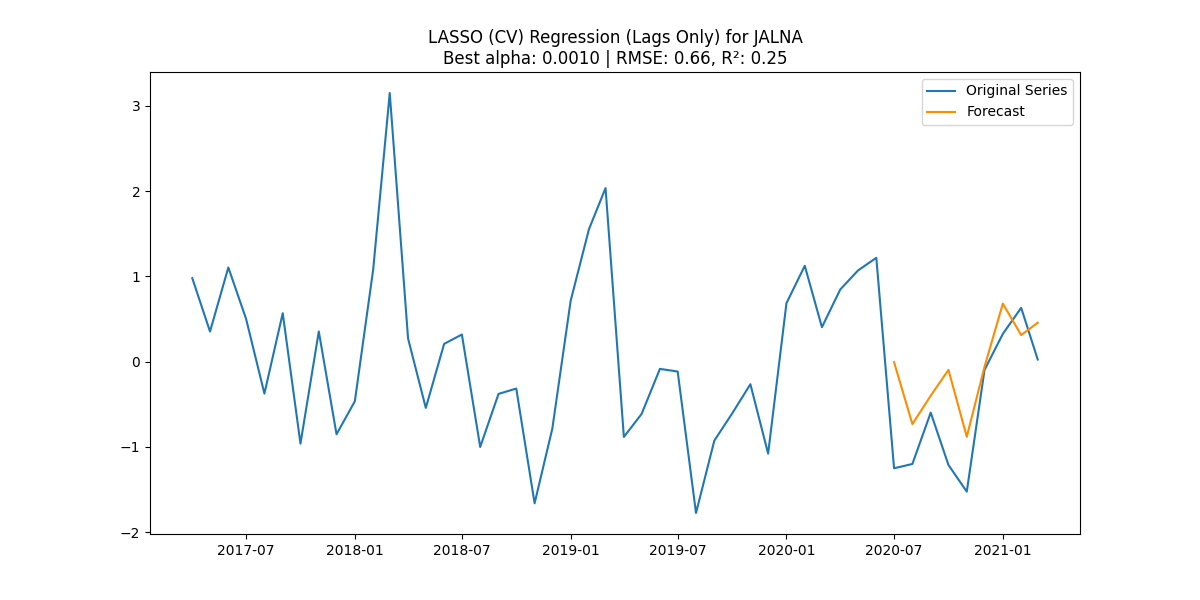 LASSO (CV) Regression (Lags Only) for JALNA
Best alpha: 0.0010 | RMSE: 0.66, R²: 0.25
Original Series
Forecast
3
2
1
0
−1
−2
2017-07 2018-01 2018-07 2019-01 2019-07 2020-01 2020-07 2021-01